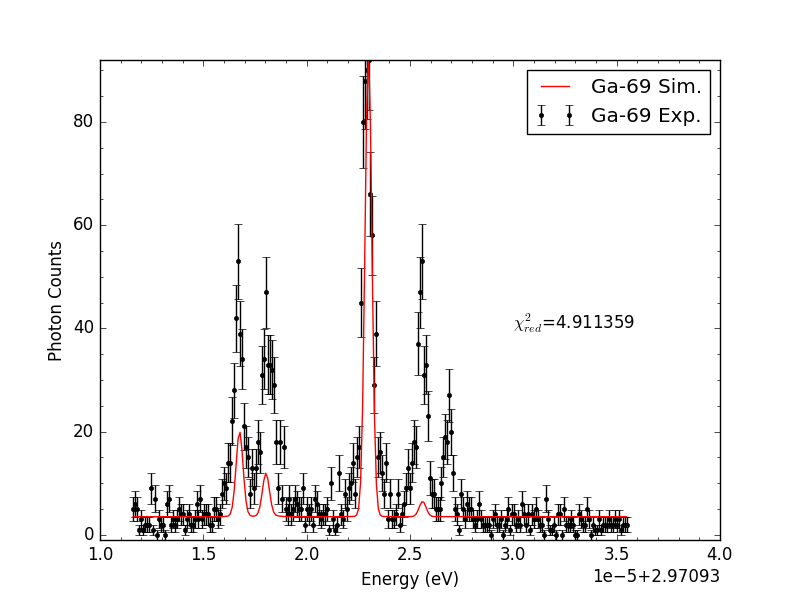 Ga-69 Sim.
Ga-69 Exp.
80
60
40
20
0
Photon Counts
χ²_red=4.911359
1.0 1.5 2.0 2.5 3.0 3.5 4.0
Energy (eV)
1e−5+2.97093